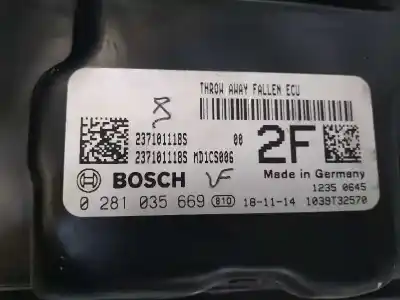 THROW AWAY FALLEN ECU
8
237101118S 00
237101118S MD1CS006
2F
BOSCH VF
Made in Germany
1235 0645
0 281 035 669 B10 18-11-14 1039T32570